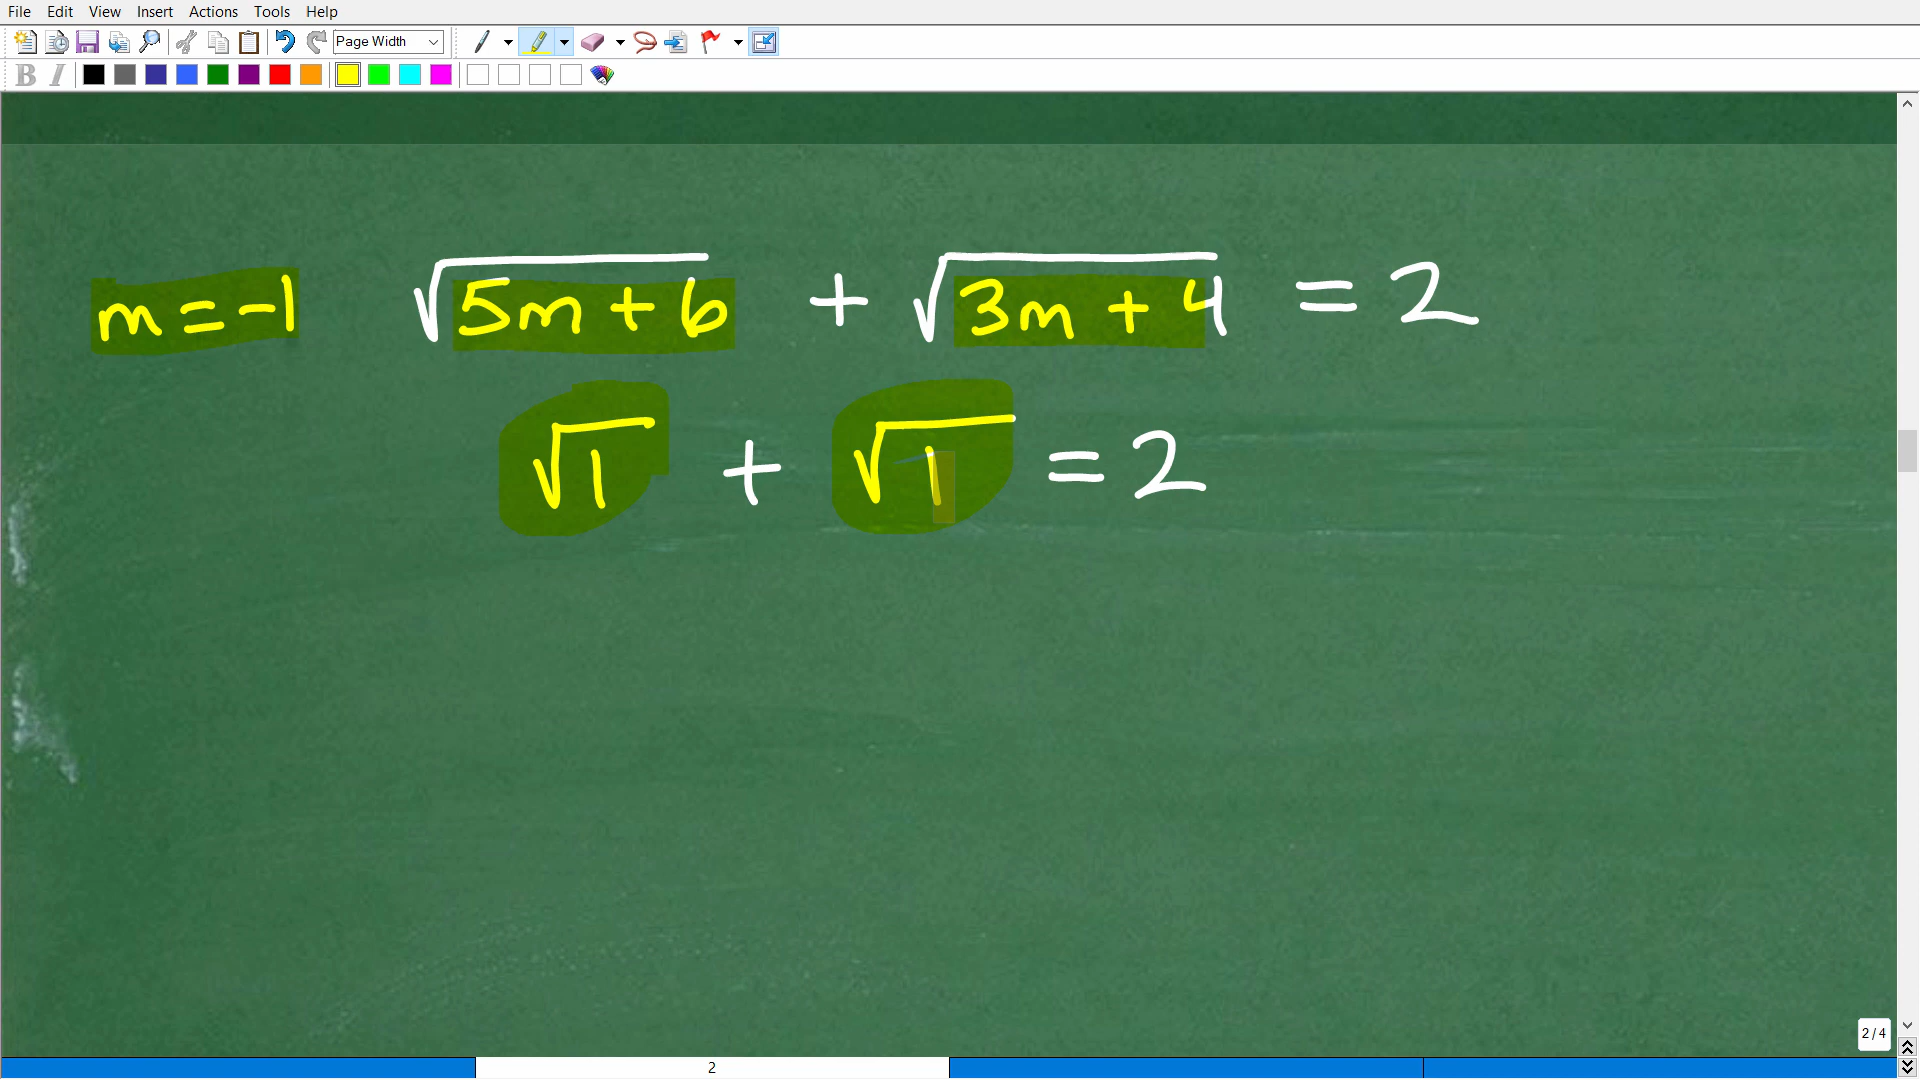 File Edit View Insert Actions Tools Help
Page Width
B I
m = -1 √5m + 6 + √3m + 4 = 2
√1 + √1 = 2
2 / 4
2